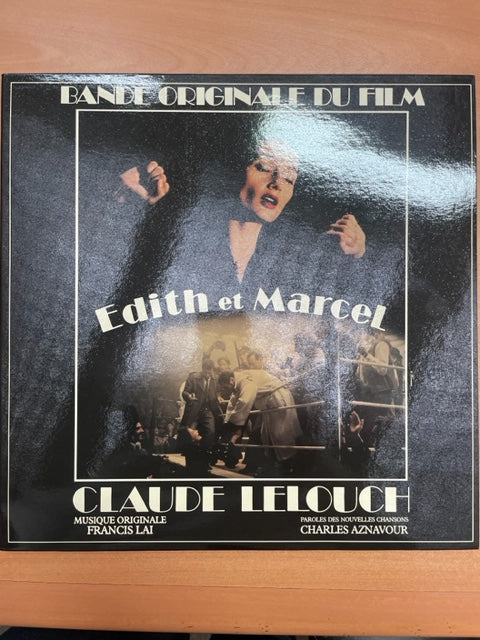 BANDE ORIGINALE DU FILM
Edith et Marcel
CLAUDE LELOUCH
MUSIQUE ORIGINALE
FRANCIS LAI
PAROLES DES NOUVELLES CHANSONS
CHARLES AZNAVOUR